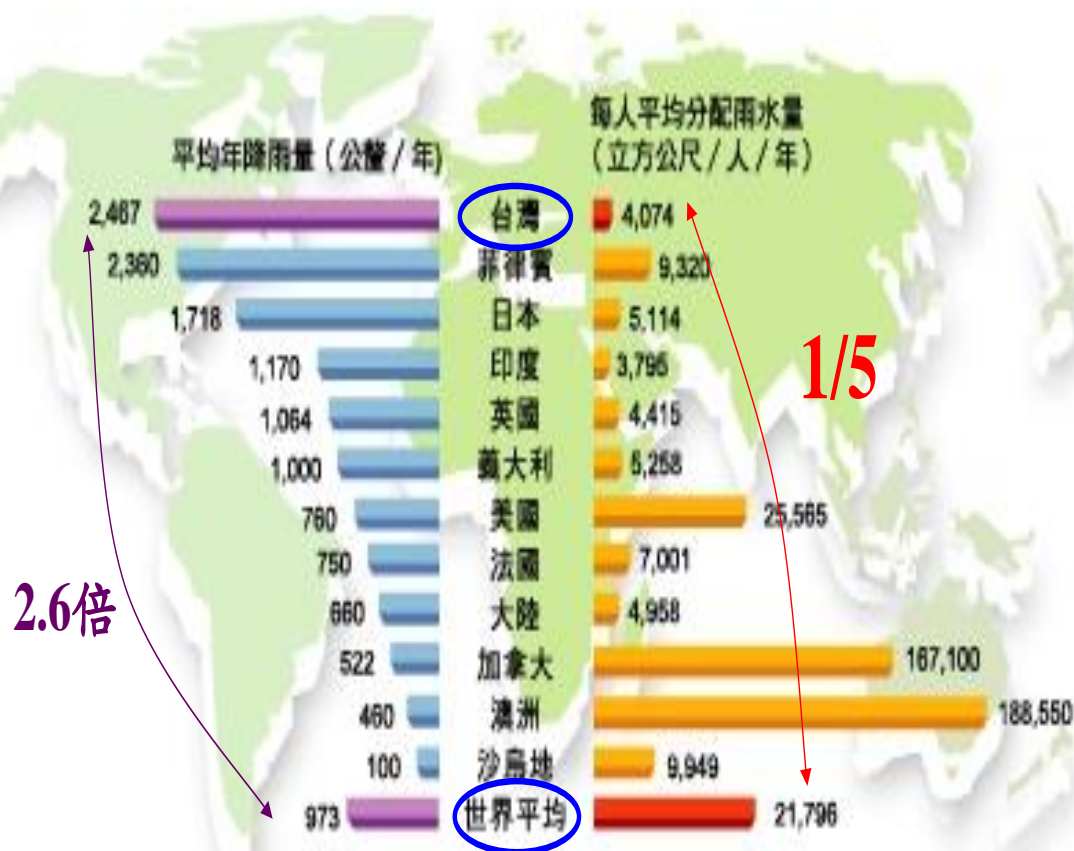 平均年降雨量（公釐／年)
每人平均分配雨水量
（立方公尺／人／年）
2,467 台灣 4,074
2,360 菲律賓 9,320
1,718 日本 5,114
1,170 印度 3,795
1,064 英國 4,415
1,000 義大利 5,258
760 美國 25,565
750 法國 7,001
660 大陸 4,958
522 加拿大 167,100
460 澳洲 188,550
100 沙烏地 9,949
973 世界平均 21,796
2.6倍
1/5